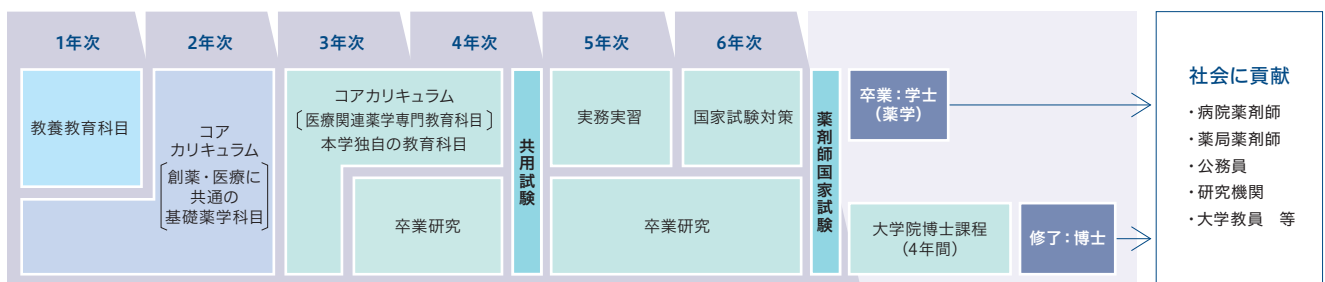 1年次
2年次
3年次
4年次
5年次
6年次
教養教育科目
コア
カリキュラム
創薬・医療に
共通の
基礎薬学科目
コアカリキュラム
〔医療関連薬学専門教育科目〕
本学独自の教育科目
卒業研究
共用試験
実務実習
国家試験対策
卒業研究
薬剤師国家試験
卒業：学士
（薬学）
大学院博士課程
（4年間）
修了：博士
社会に貢献
・病院薬剤師
・薬局薬剤師
・公務員
・研究機関
・大学教員　等